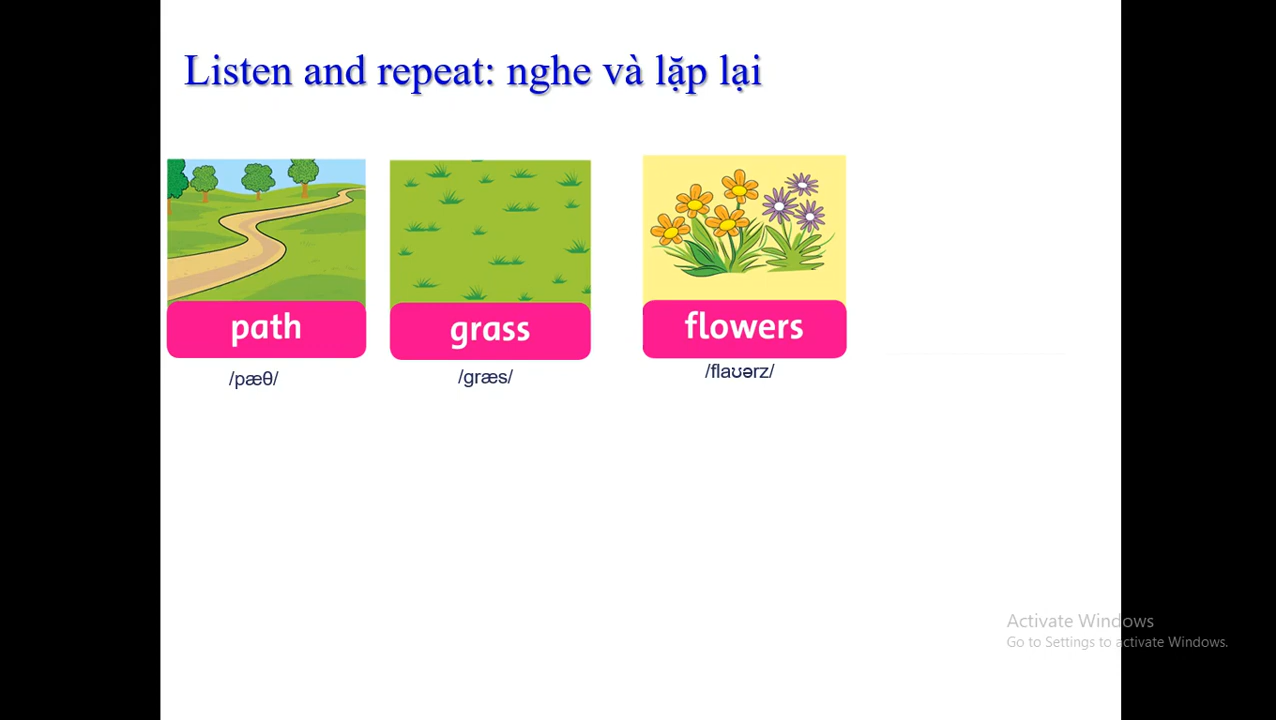 Listen and repeat: nghe và lặp lại
path
grass
flowers
/pæθ/
/græs/
/flaʊərz/
Activate Windows
Go to Settings to activate Windows.